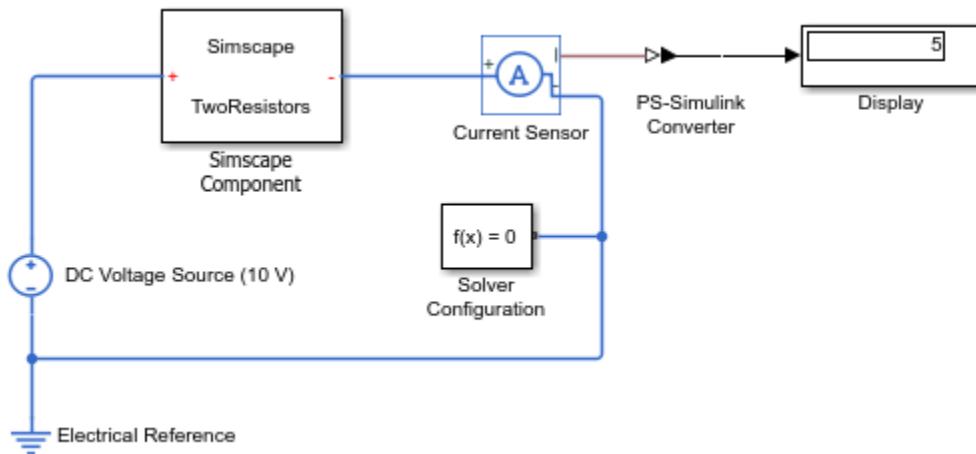 Simscape
TwoResistors
+
-
Simscape
Component
+
A
I
-
Current Sensor
PS-Simulink
Converter
5
Display
f(x) = 0
Solver
Configuration
+
-
DC Voltage Source (10 V)
Electrical Reference